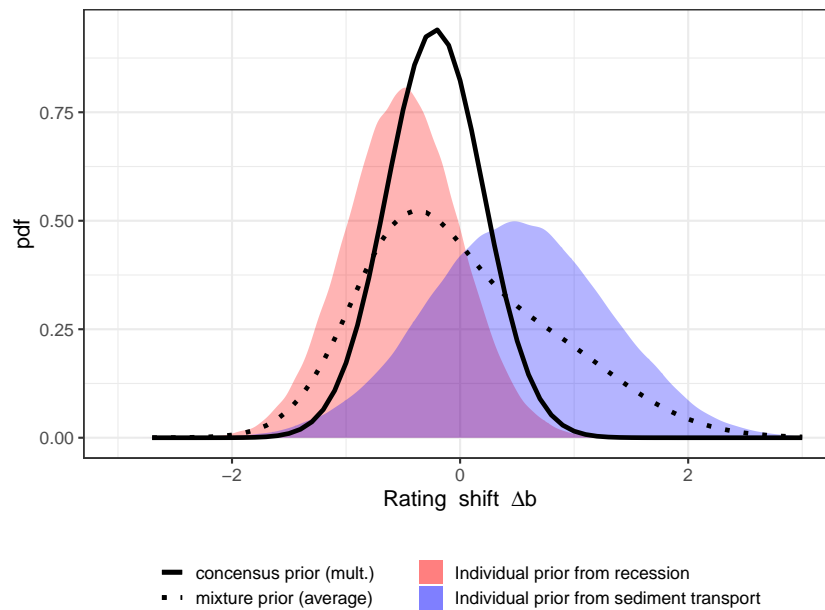 0.75
0.50
0.25
0.00
pdf
−2
0
2
Rating shift Δb
concensus prior (mult.)
mixture prior (average)
Individual prior from recession
Individual prior from sediment transport